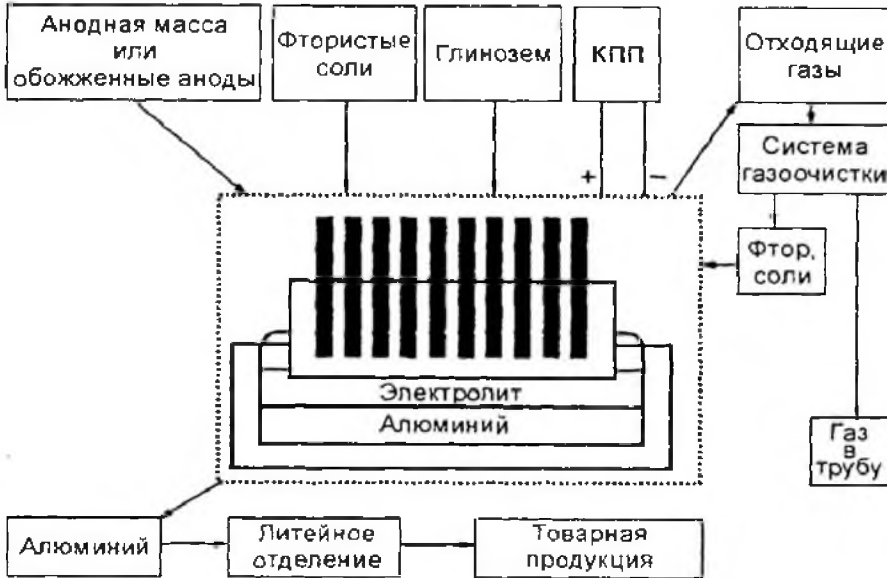 Анодная масса
или
обожженные аноды
Фтористые
соли
Глинозем
КПП
Отходящие
газы
Система
газоочистки
+
–
Фтор,
соли
Электролит
Алюминий
Газ
в
трубу
Алюминий
Литейное
отделение
Товарная
продукция